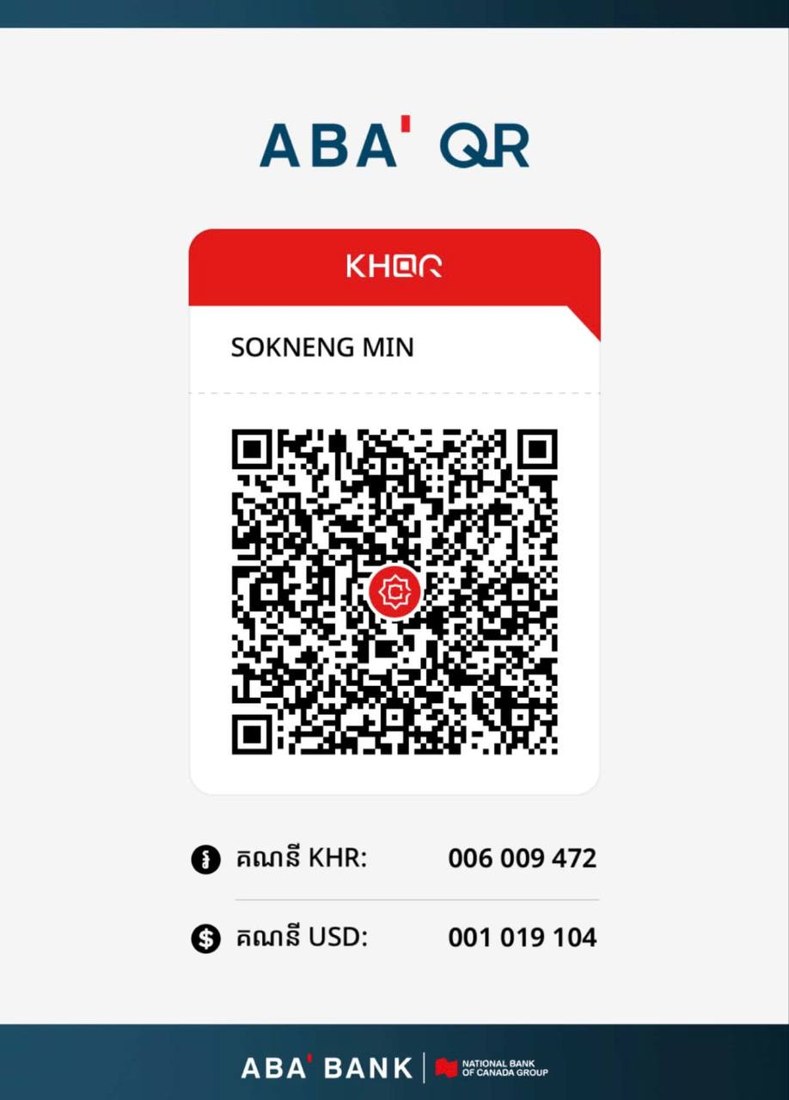 ABA' QR
KHQR
SOKNENG MIN
គណនី KHR: 006 009 472
គណនី USD: 001 019 104
ABA' BANK | NATIONAL BANK
OF CANADA GROUP